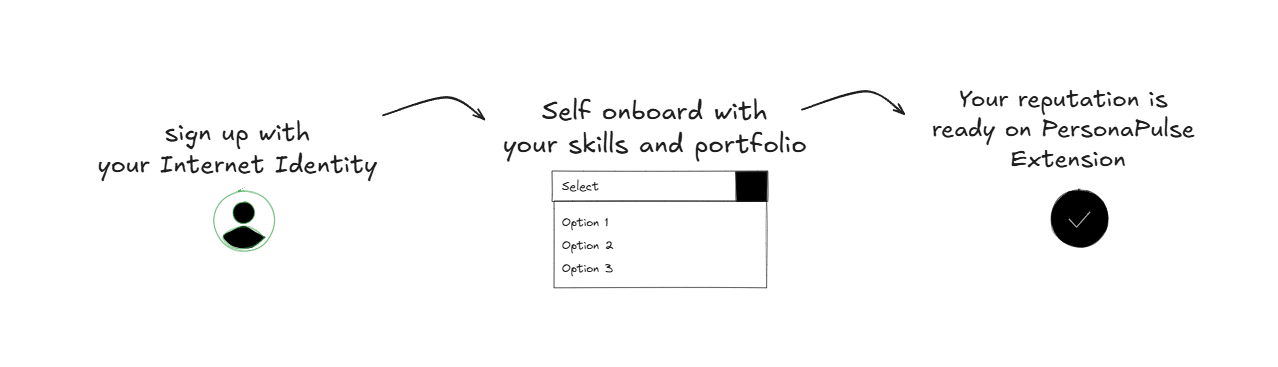 sign up with
your Internet Identity
Self onboard with
your skills and portfolio
Select
Option 1
Option 2
Option 3
Your reputation is
ready on PersonaPulse
Extension